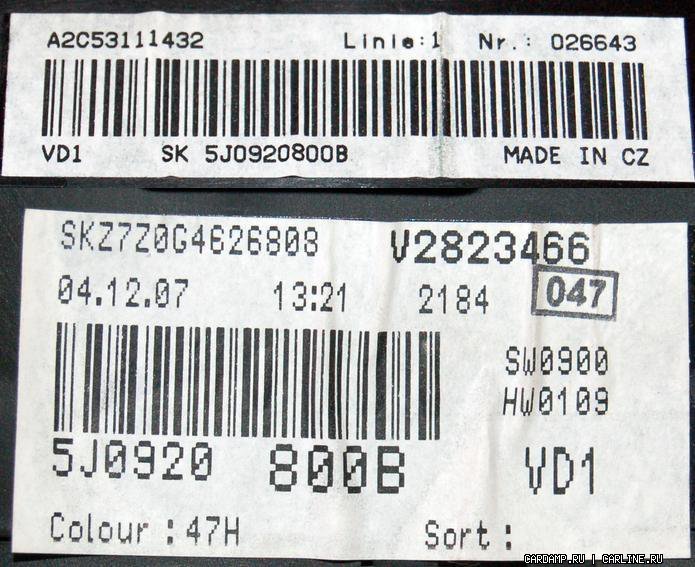 A2C53111432 Linie:1 Nr.: 026643
VD1 SK 5J0920800B MADE IN CZ
SKZ7Z0G4626808 V2823466
04.12.07 13:21 2184 047
SW0900
HW0109
5J0920 800B VD1
Colour :47H Sort :
CARDAMP.RU | CARLINE.RU